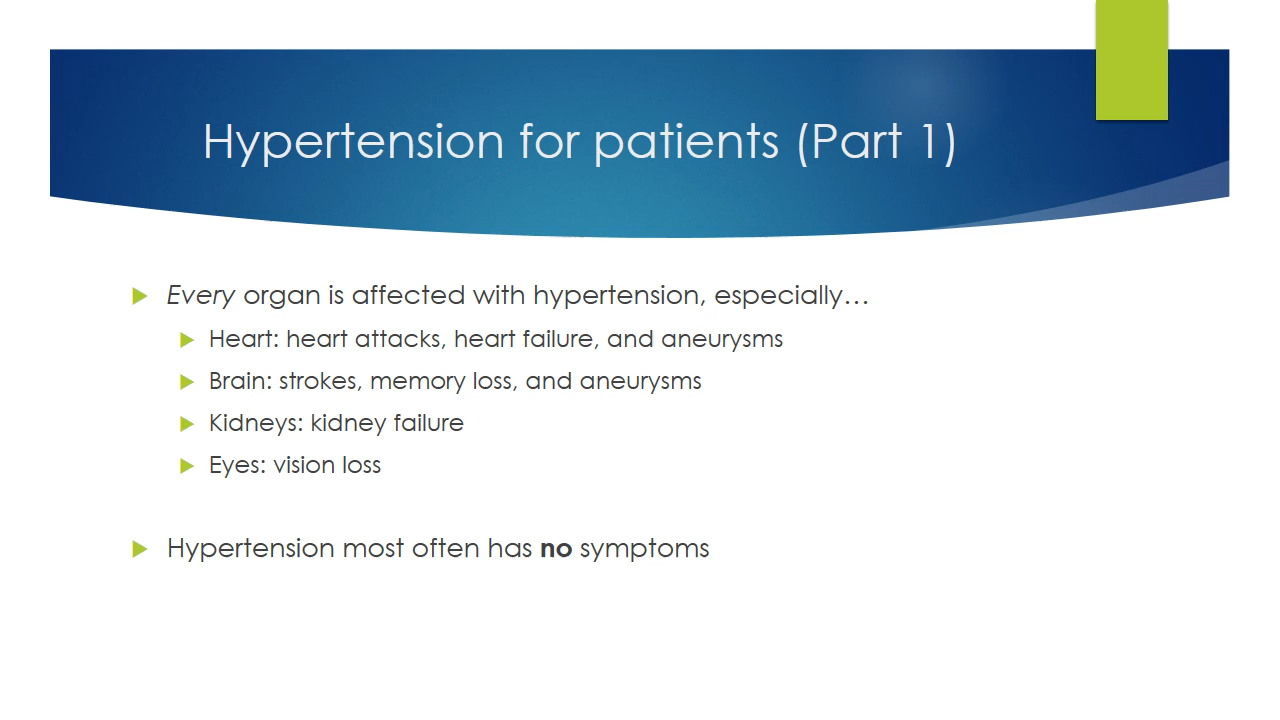 Hypertension for patients (Part 1)
Every organ is affected with hypertension, especially…
Heart: heart attacks, heart failure, and aneurysms
Brain: strokes, memory loss, and aneurysms
Kidneys: kidney failure
Eyes: vision loss
Hypertension most often has no symptoms